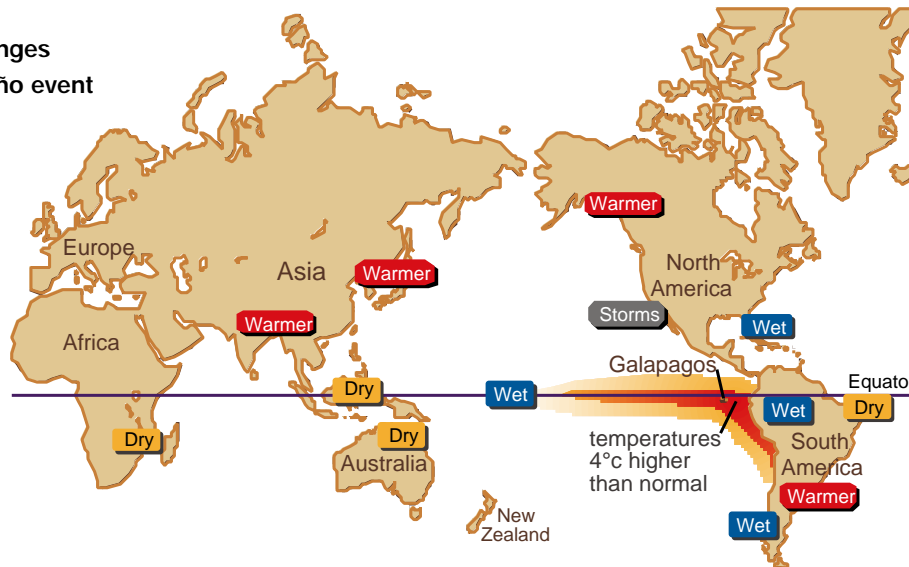 nges
ño event
Warmer
Europe
Asia
Warmer
North
America
Storms
Warmer
Wet
Africa
Galapagos
Equato
Dry
Wet
Wet
Dry
Dry
Dry
temperatures
4°c higher
than normal
South
America
Australia
Warmer
Wet
New
Zealand